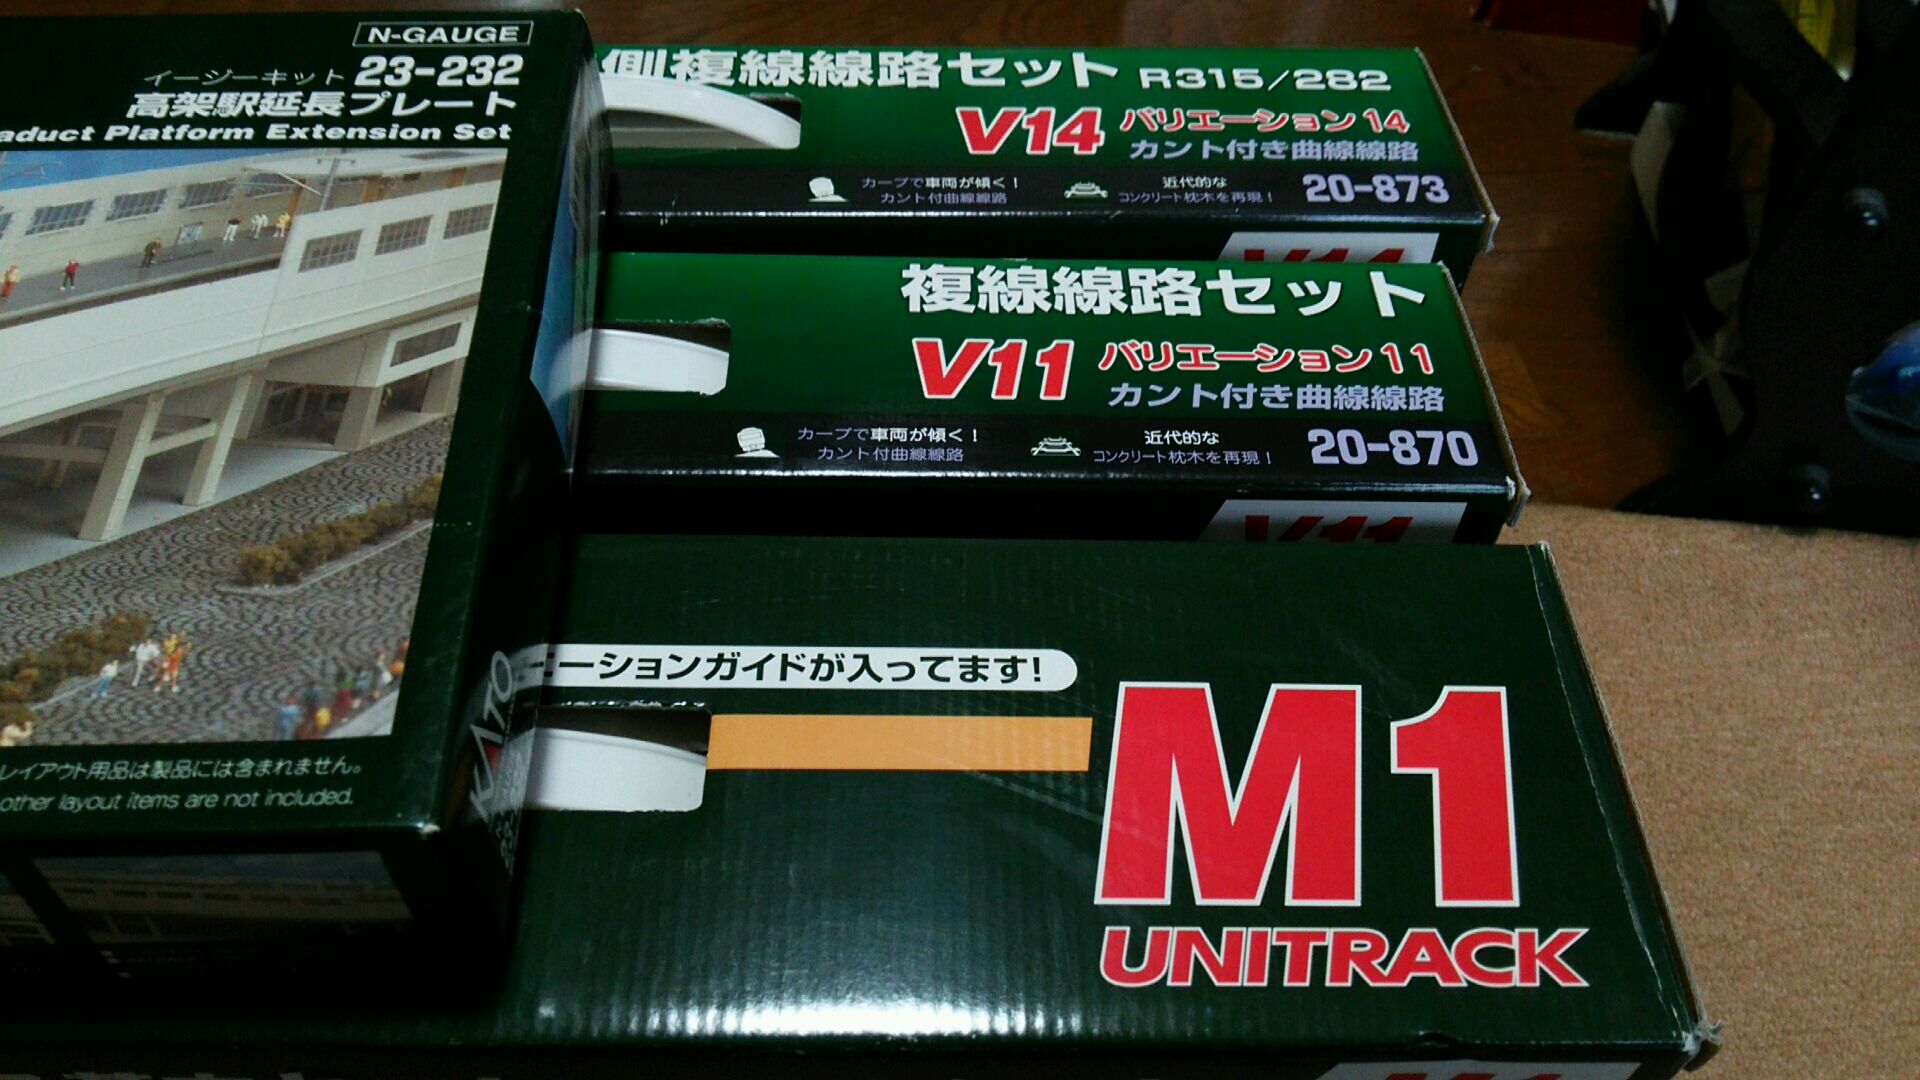 N-GAUGE
イージーキット 23-232
高架駅延長プレート
Platform Extension Set
レイアウト用品は製品には含まれません。
other layout items are not included.
KATO
側複線線路セット R315/282
V14 バリエーション14
カント付き曲線線路
カーブで車両が傾く!
カント付曲線線路
近代的な
コンクリート枕木を再現!
20-873
複線線路セット
V11 バリエーション11
カント付き曲線線路
カーブで車両が傾く!
カント付曲線線路
近代的な
コンクリート枕木を再現!
20-870
V11
ーションガイドが入ってます!
M1
UNITRACK